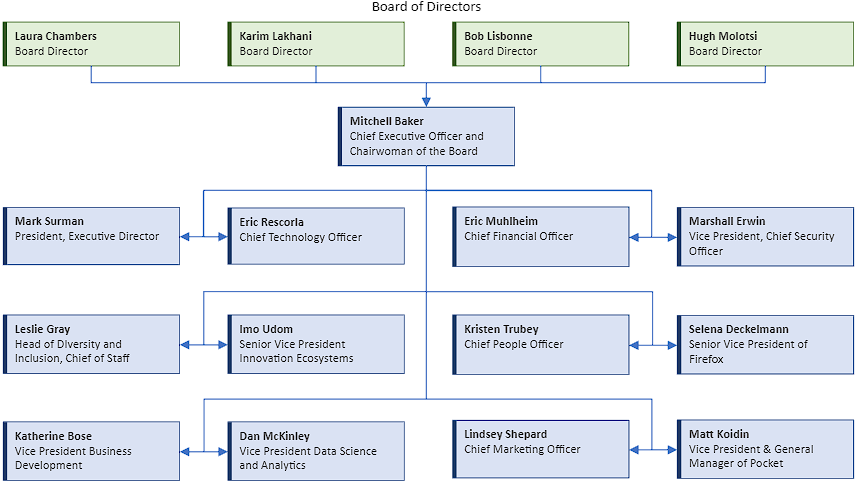 Board of Directors
Laura Chambers
Board Director
Karim Lakhani
Board Director
Bob Lisbonne
Board Director
Hugh Molotsi
Board Director
Mitchell Baker
Chief Executive Officer and
Chairwoman of the Board
Mark Surman
President, Executive Director
Eric Rescorla
Chief Technology Officer
Eric Muhlheim
Chief Financial Officer
Marshall Erwin
Vice President, Chief Security
Officer
Leslie Gray
Head of DIversity and
Inclusion, Chief of Staff
Imo Udom
Senior Vice President
Innovation Ecosystems
Kristen Trubey
Chief People Officer
Selena Deckelmann
Senior Vice President of
Firefox
Katherine Bose
Vice President Business
Development
Dan McKinley
Vice President Data Science
and Analytics
Lindsey Shepard
Chief Marketing Officer
Matt Koidin
Vice President & General
Manager of Pocket